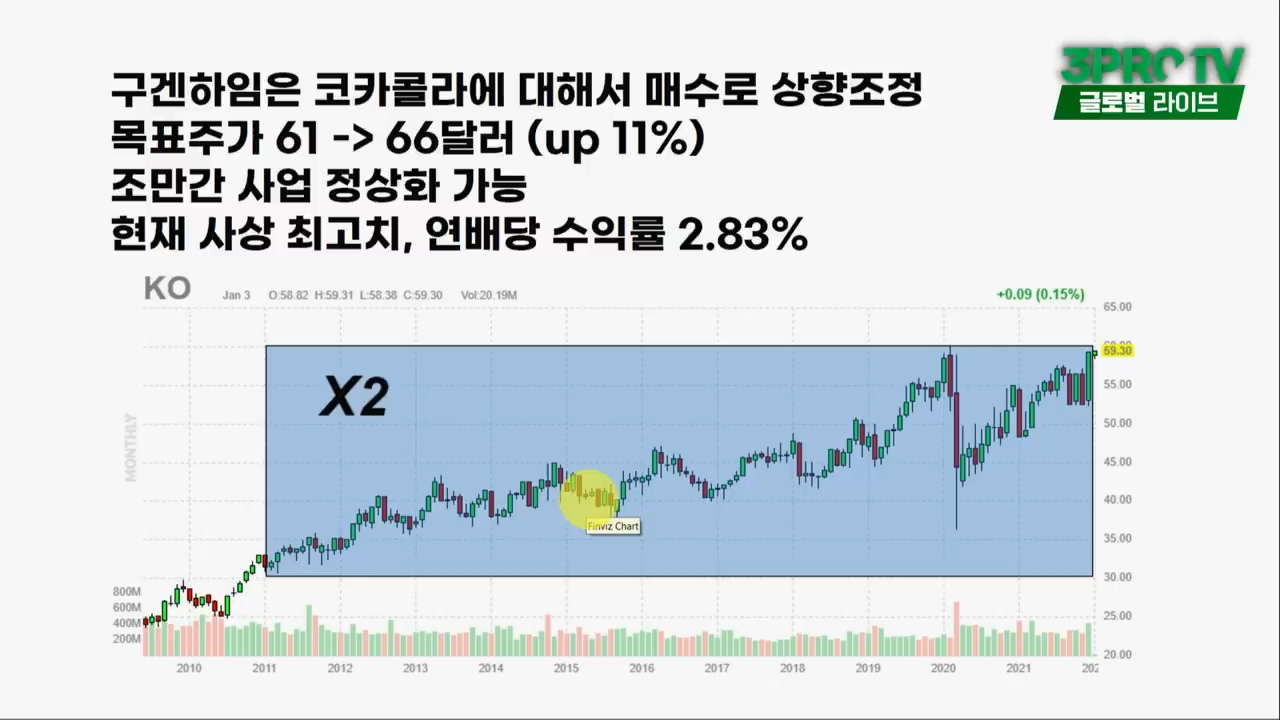 3PRO TV
글로벌 라이브
구겐하임은 코카콜라에 대해서 매수로 상향조정
목표주가 61 -> 66달러 (up 11%)
조만간 사업 정상화 가능
현재 사상 최고치, 연배당 수익률 2.83%
KO Jan 3 O:58.82 H:59.31 L:58.38 C:59.30 Vol:20.19M +0.09 (0.15%)
65.00
60.00
59.30
X2
55.00
50.00
MONTHLY
45.00
40.00
Finviz Chart
35.00
30.00
800M
600M
25.00
400M
200M
20.00
2010 2011 2012 2013 2014 2015 2016 2017 2018 2019 2020 2021 202